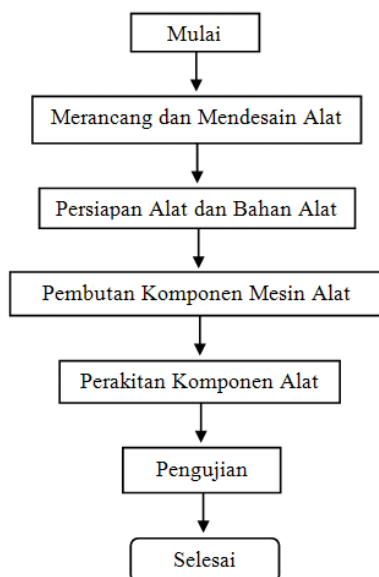 Mulai
Merancang dan Mendesain Alat
Persiapan Alat dan Bahan Alat
Pembutan Komponen Mesin Alat
Perakitan Komponen Alat
Pengujian
Selesai